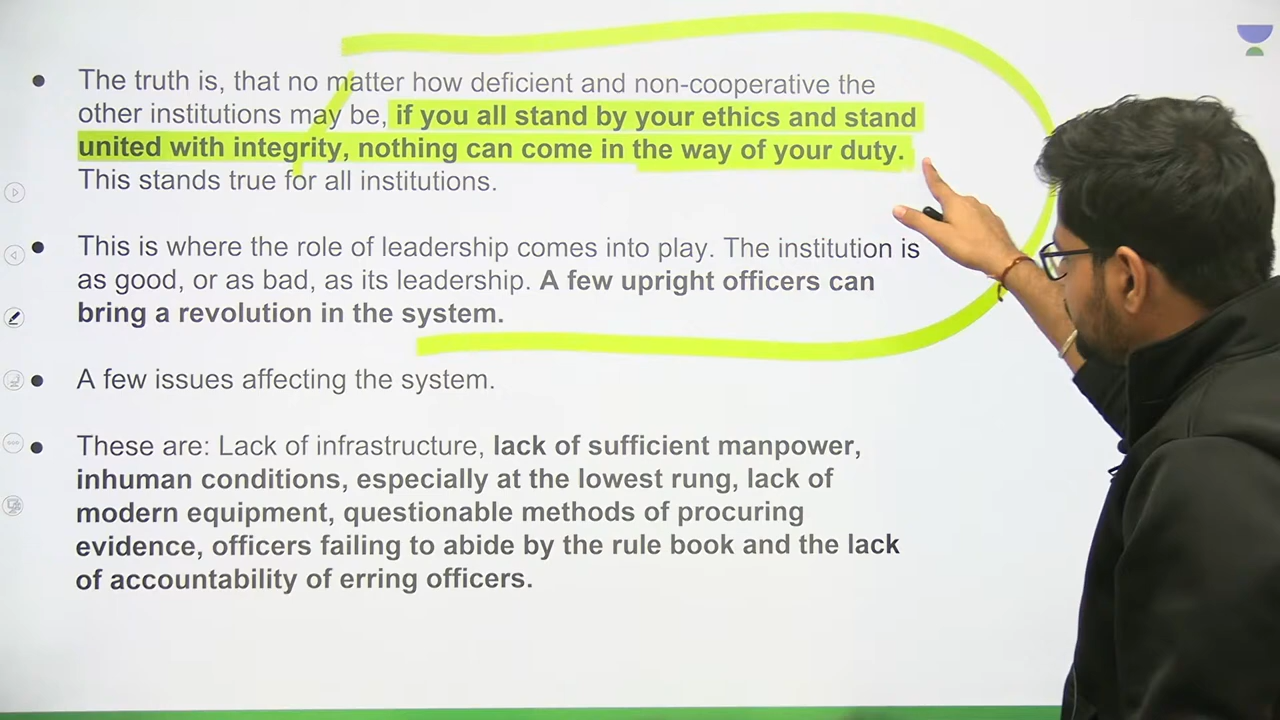 The truth is, that no matter how deficient and non-cooperative the
other institutions may be, if you all stand by your ethics and stand
united with integrity, nothing can come in the way of your duty.
This stands true for all institutions.
This is where the role of leadership comes into play. The institution is
as good, or as bad, as its leadership. A few upright officers can
bring a revolution in the system.
A few issues affecting the system.
These are: Lack of infrastructure, lack of sufficient manpower,
inhuman conditions, especially at the lowest rung, lack of
modern equipment, questionable methods of procuring
evidence, officers failing to abide by the rule book and the lack
of accountability of erring officers.